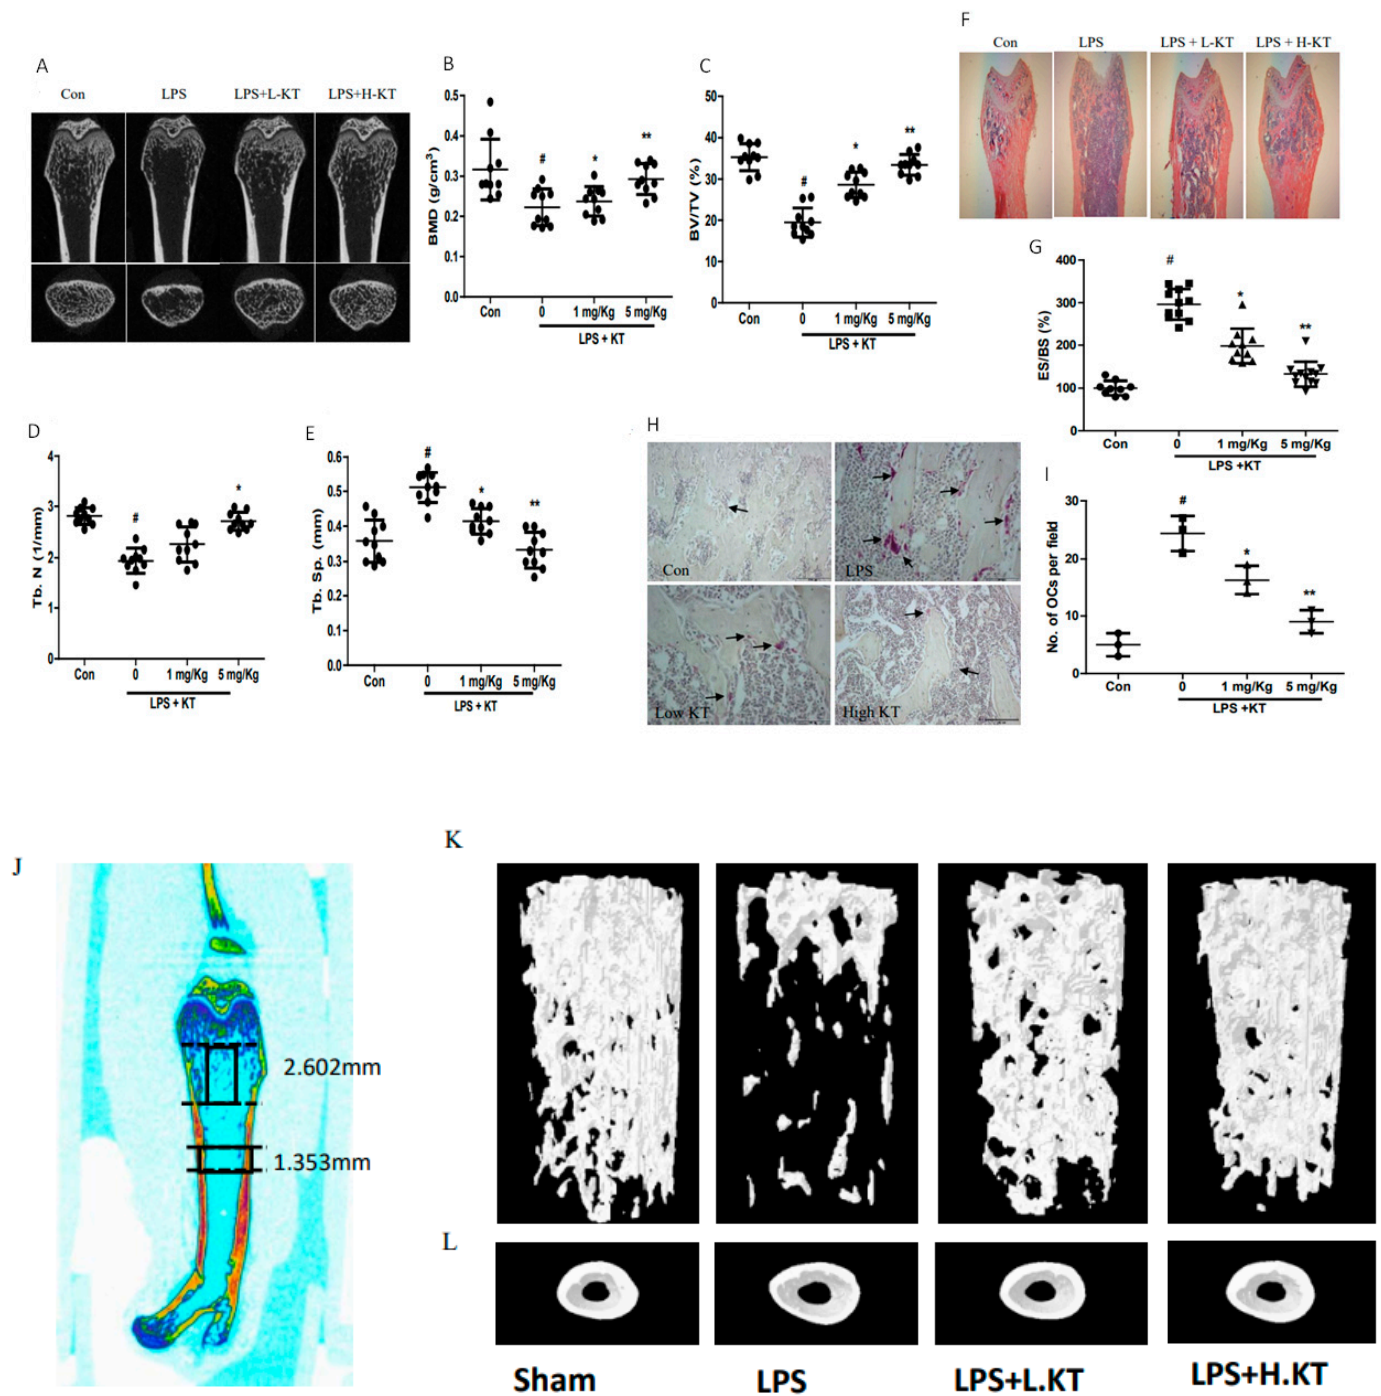 A
Con LPS LPS+L-KT LPS+H-KT
B
BMD (g/cm³)
0.5
0.4
0.3
0.2
0.1
0.0
# * **
Con 0 1 mg/Kg 5 mg/Kg
LPS + KT
C
BV/TV (%)
50
40
30
20
10
0
# * **
Con 0 1 mg/Kg 5 mg/Kg
LPS + KT
F
Con LPS LPS + L-KT LPS + H-KT
G
ES/BS (%)
400
300
200
100
0
# * **
Con 0 1 mg/Kg 5 mg/Kg
LPS +KT
D
Tb. N (1/mm)
4
3
2
1
0
# *
Con 0 1 mg/Kg 5 mg/Kg
LPS + KT
E
Tb. Sp. (mm)
0.6
0.5
0.4
0.3
0.2
0.1
0.0
# * **
Con 0 1 mg/Kg 5 mg/Kg
LPS + KT
H
Con LPS
Low KT High KT
I
No. of OCs per field
30
20
10
0
# * **
Con 0 1 mg/Kg 5 mg/Kg
LPS +KT
J
2.602mm
1.353mm
K
L
Sham LPS LPS+L.KT LPS+H.KT